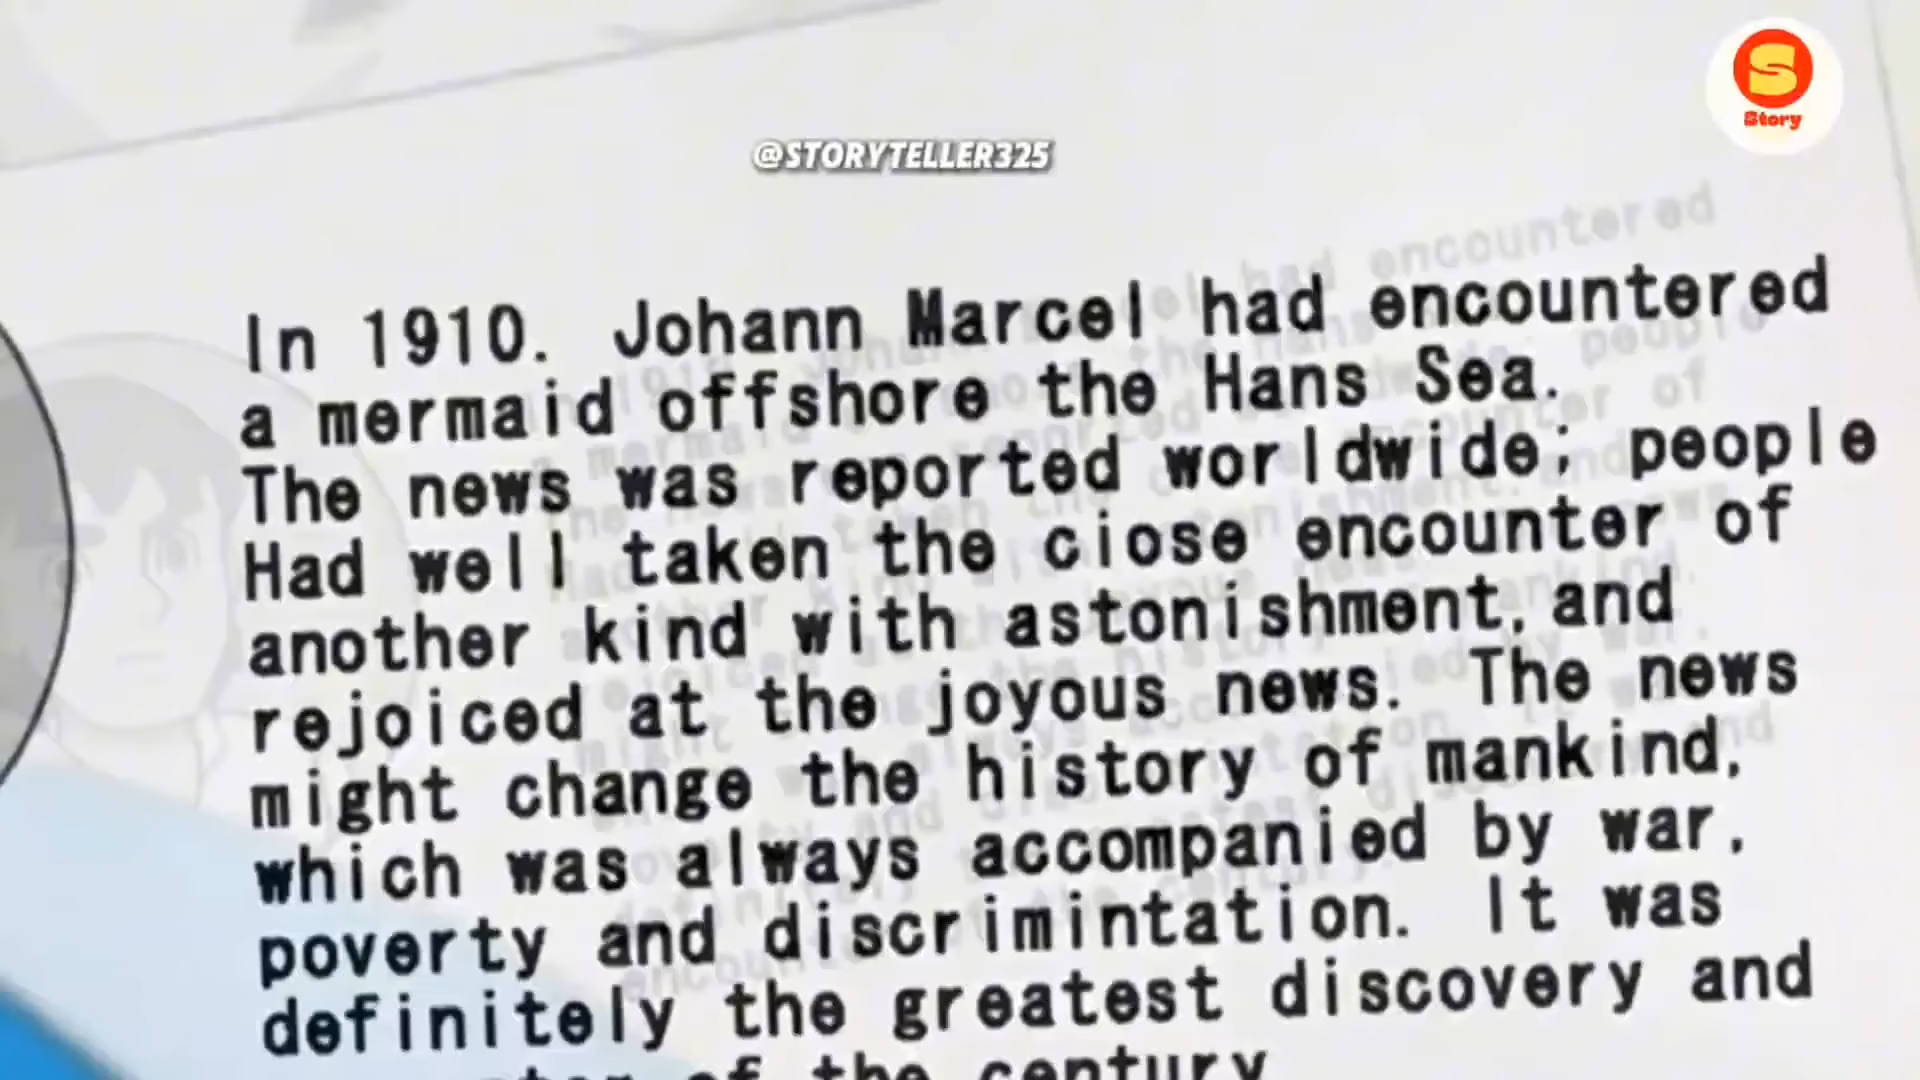 S
Story
@STORYTELLER325
In 1910. Johann Marcel had encountered
a mermaid offshore the Hans Sea.
The news was reported worldwide; people
Had well taken the ciose encounter of
another kind with astonishment, and
rejoiced at the joyous news. The news
might change the history of mankind,
which was always accompanied by war,
poverty and discrimintation. It was
definitely the greatest discovery and
of the century